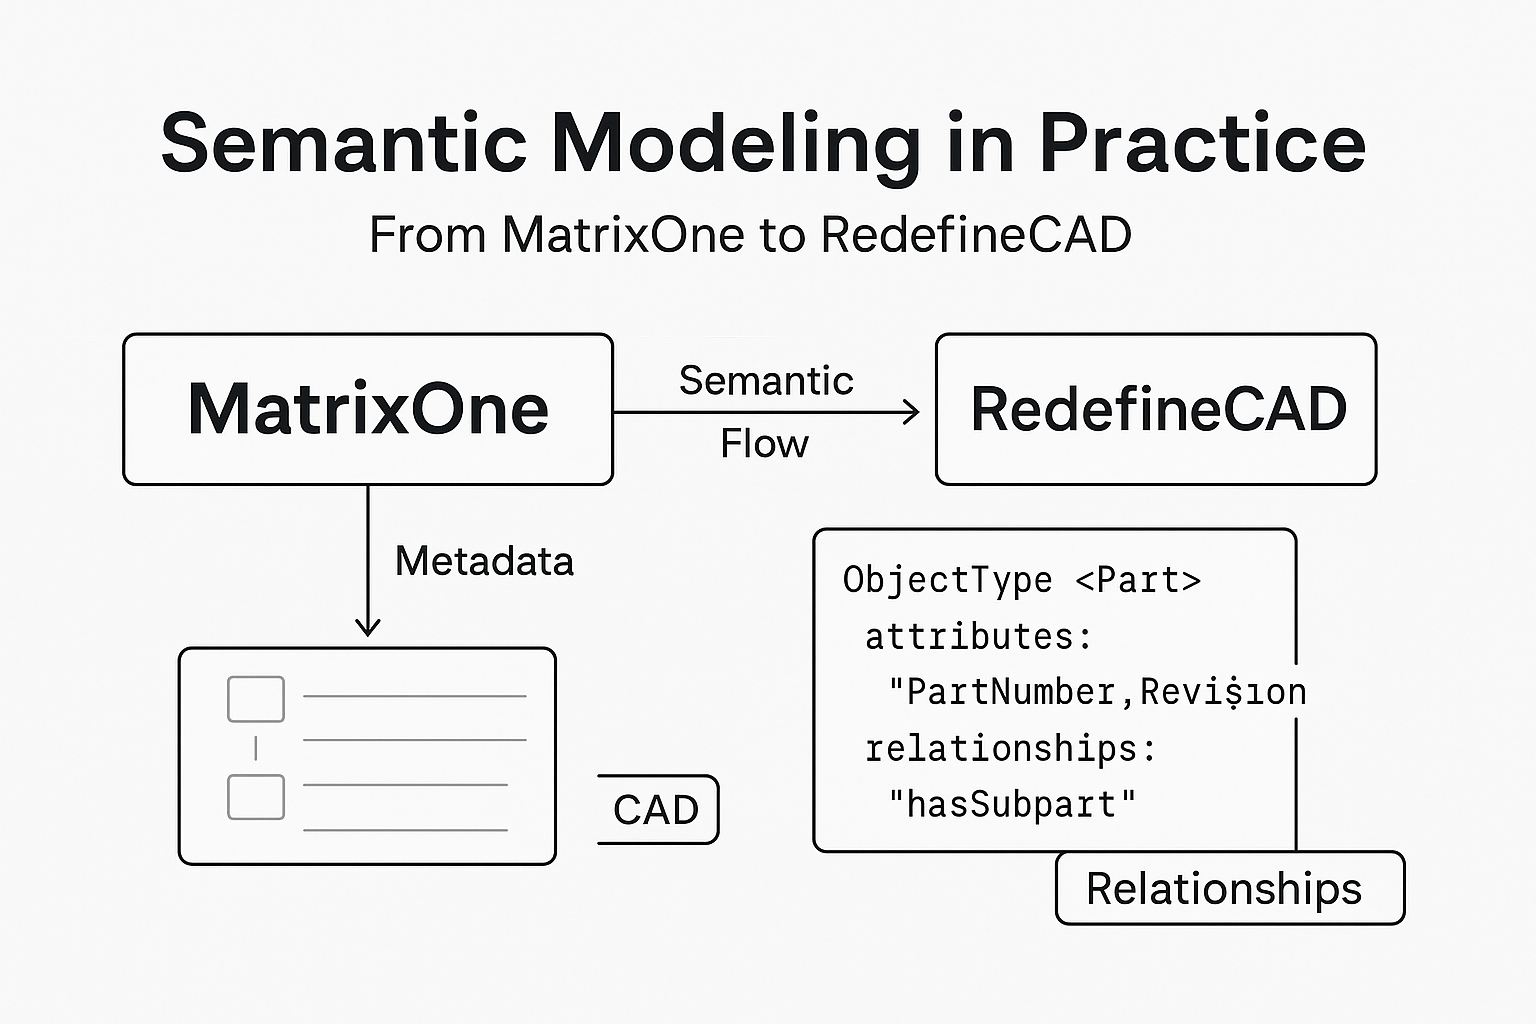 Semantic Modeling in Practice
From MatrixOne to RedefineCAD
MatrixOne
Semantic
Flow
RedefineCAD
Metadata
CAD
ObjectType <Part>
attributes:
"PartNumber,Reviṩıon
relationships:
"hasSubpart"
Relationships